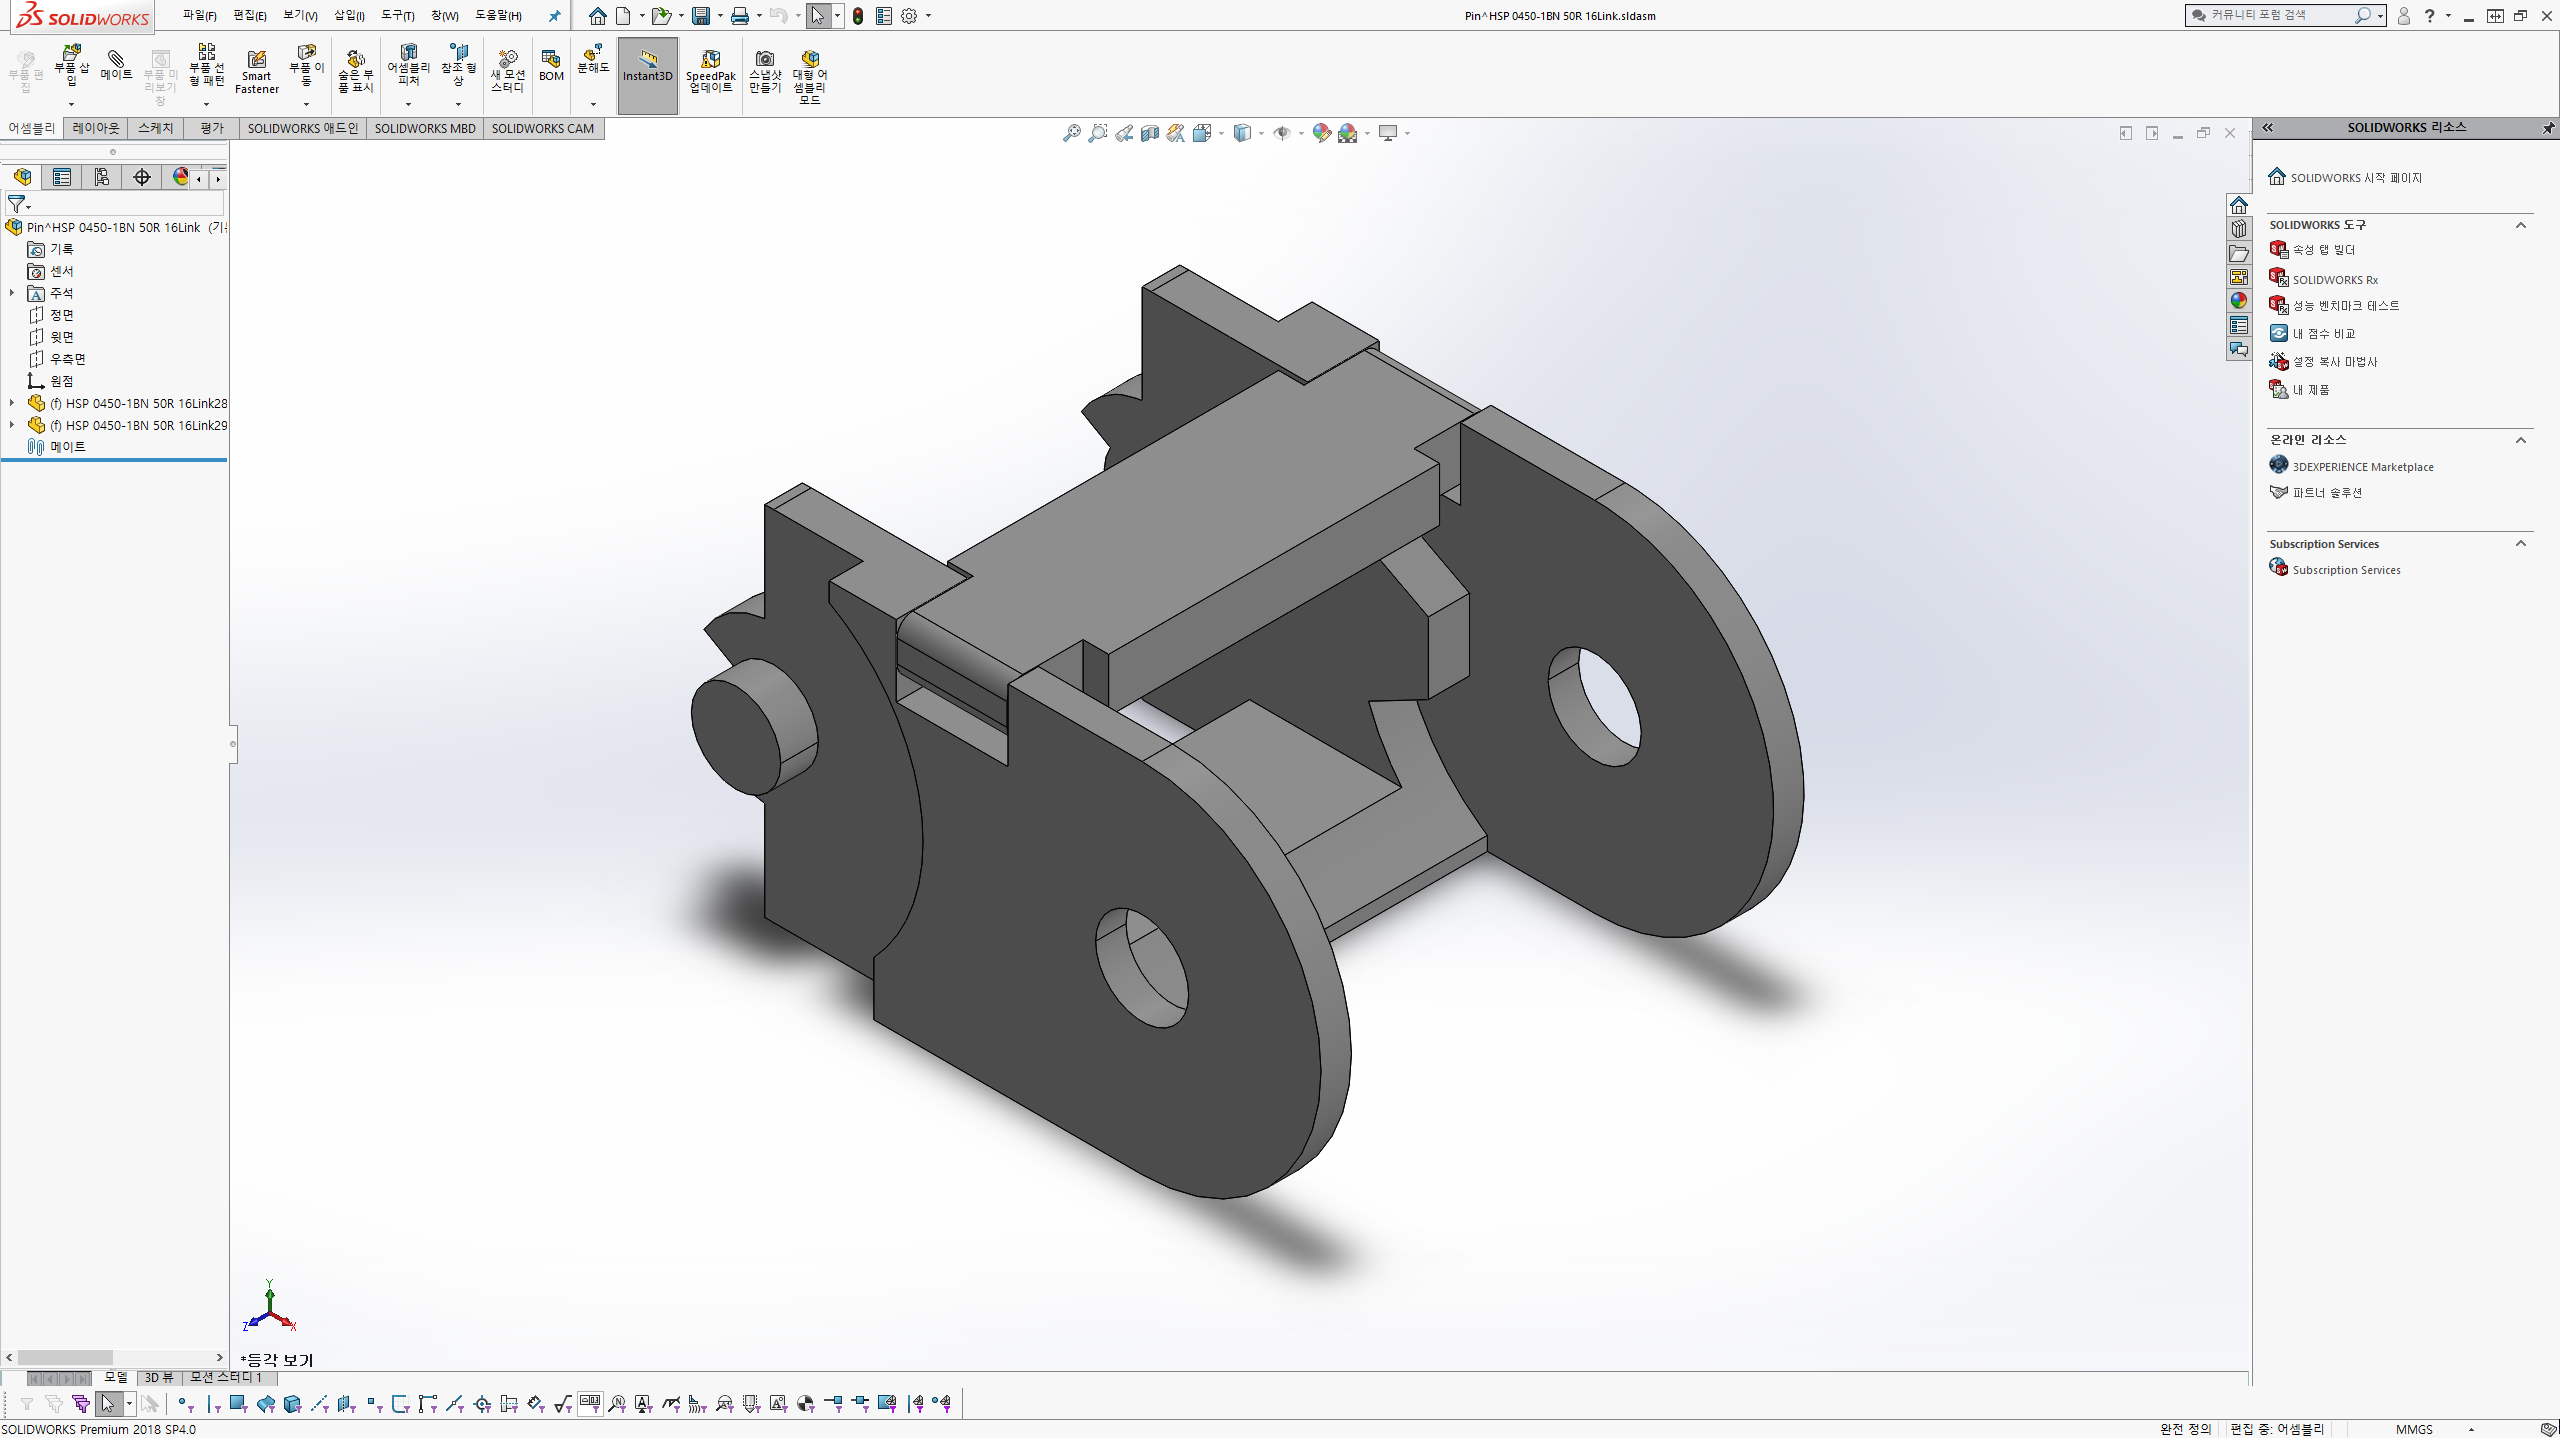 SOLIDWORKS
파일(F) 편집(E) 보기(V) 삽입(I) 도구(T) 창(W) 도움말(H)
Pin^HSP 0450-1BN 50R 16Link.sldasm
커뮤니티 포럼 검색
부품 편집
부품 삽입
메이트
부품 미리보기 창
부품 선형 패턴
Smart Fastener
부품 이동
숨은 부품 표시
어셈블리 피처
참조 형상
새 모션 스터디
BOM
분해도
Instant3D
SpeedPak 업데이트
스냅샷 만들기
대형 어셈블리 모드
어셈블리 레이아웃 스케치 평가 SOLIDWORKS 애드인 SOLIDWORKS MBD SOLIDWORKS CAM
Pin^HSP 0450-1BN 50R 16Link (기
기록
센서
주석
정면
윗면
우측면
원점
(f) HSP 0450-1BN 50R 16Link28
(f) HSP 0450-1BN 50R 16Link29
메이트
SOLIDWORKS 리소스
SOLIDWORKS 시작 페이지
SOLIDWORKS 도구
속성 탭 빌더
SOLIDWORKS Rx
성능 벤치마크 테스트
내 점수 비교
설정 복사 마법사
내 제품
온라인 리소스
3DEXPERIENCE Marketplace
파트너 솔루션
Subscription Services
Subscription Services
Y
Z
X
*등각 보기
모델 3D 뷰 모션 스터디 1
SOLIDWORKS Premium 2018 SP4.0
완전 정의 편집 중: 어셈블리 MMGS